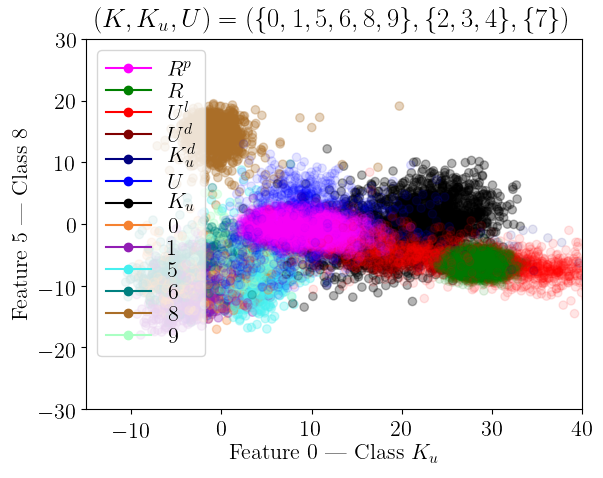 (K, K_u, U) = ({0, 1, 5, 6, 8, 9}, {2, 3, 4}, {7})
30
20
10
0
−10
−20
−30
Feature 5 — Class 8
R^p
R
U^l
U^d
K_u^d
U
K_u
0
1
5
6
8
9
−10
0
10
20
30
40
Feature 0 — Class K_u